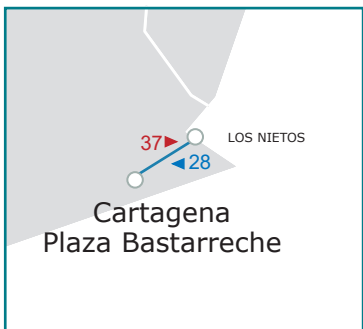 37►
LOS NIETOS
◄28
Cartagena
Plaza Bastarreche